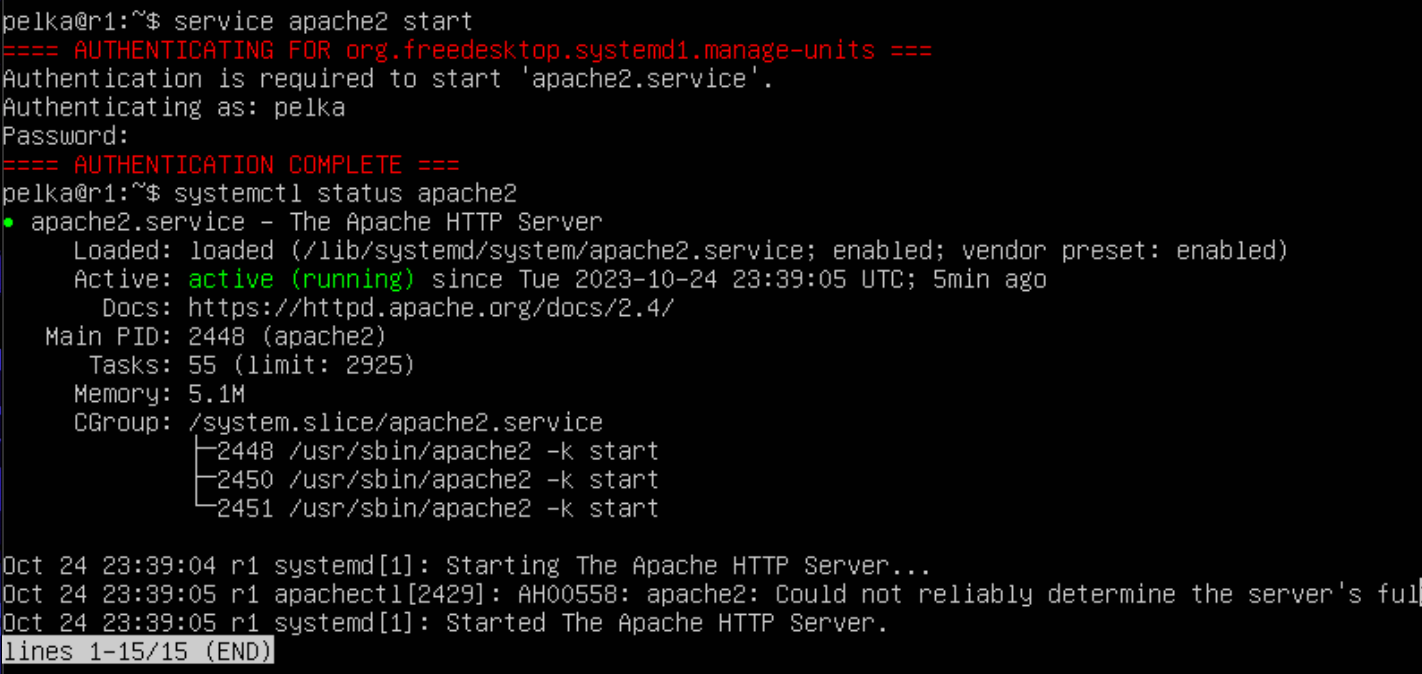 pelka@r1:~$ service apache2 start
==== AUTHENTICATING FOR org.freedesktop.systemd1.manage-units ===
Authentication is required to start 'apache2.service'.
Authenticating as: pelka
Password:
==== AUTHENTICATION COMPLETE ===
pelka@r1:~$ systemctl status apache2
● apache2.service - The Apache HTTP Server
     Loaded: loaded (/lib/systemd/system/apache2.service; enabled; vendor preset: enabled)
     Active: active (running) since Tue 2023-10-24 23:39:05 UTC; 5min ago
       Docs: https://httpd.apache.org/docs/2.4/
   Main PID: 2448 (apache2)
      Tasks: 55 (limit: 2925)
     Memory: 5.1M
     CGroup: /system.slice/apache2.service
             ├─2448 /usr/sbin/apache2 -k start
             ├─2450 /usr/sbin/apache2 -k start
             └─2451 /usr/sbin/apache2 -k start
Oct 24 23:39:04 r1 systemd[1]: Starting The Apache HTTP Server...
Oct 24 23:39:05 r1 apachectl[2429]: AH00558: apache2: Could not reliably determine the server's ful
Oct 24 23:39:05 r1 systemd[1]: Started The Apache HTTP Server.
lines 1-15/15 (END)